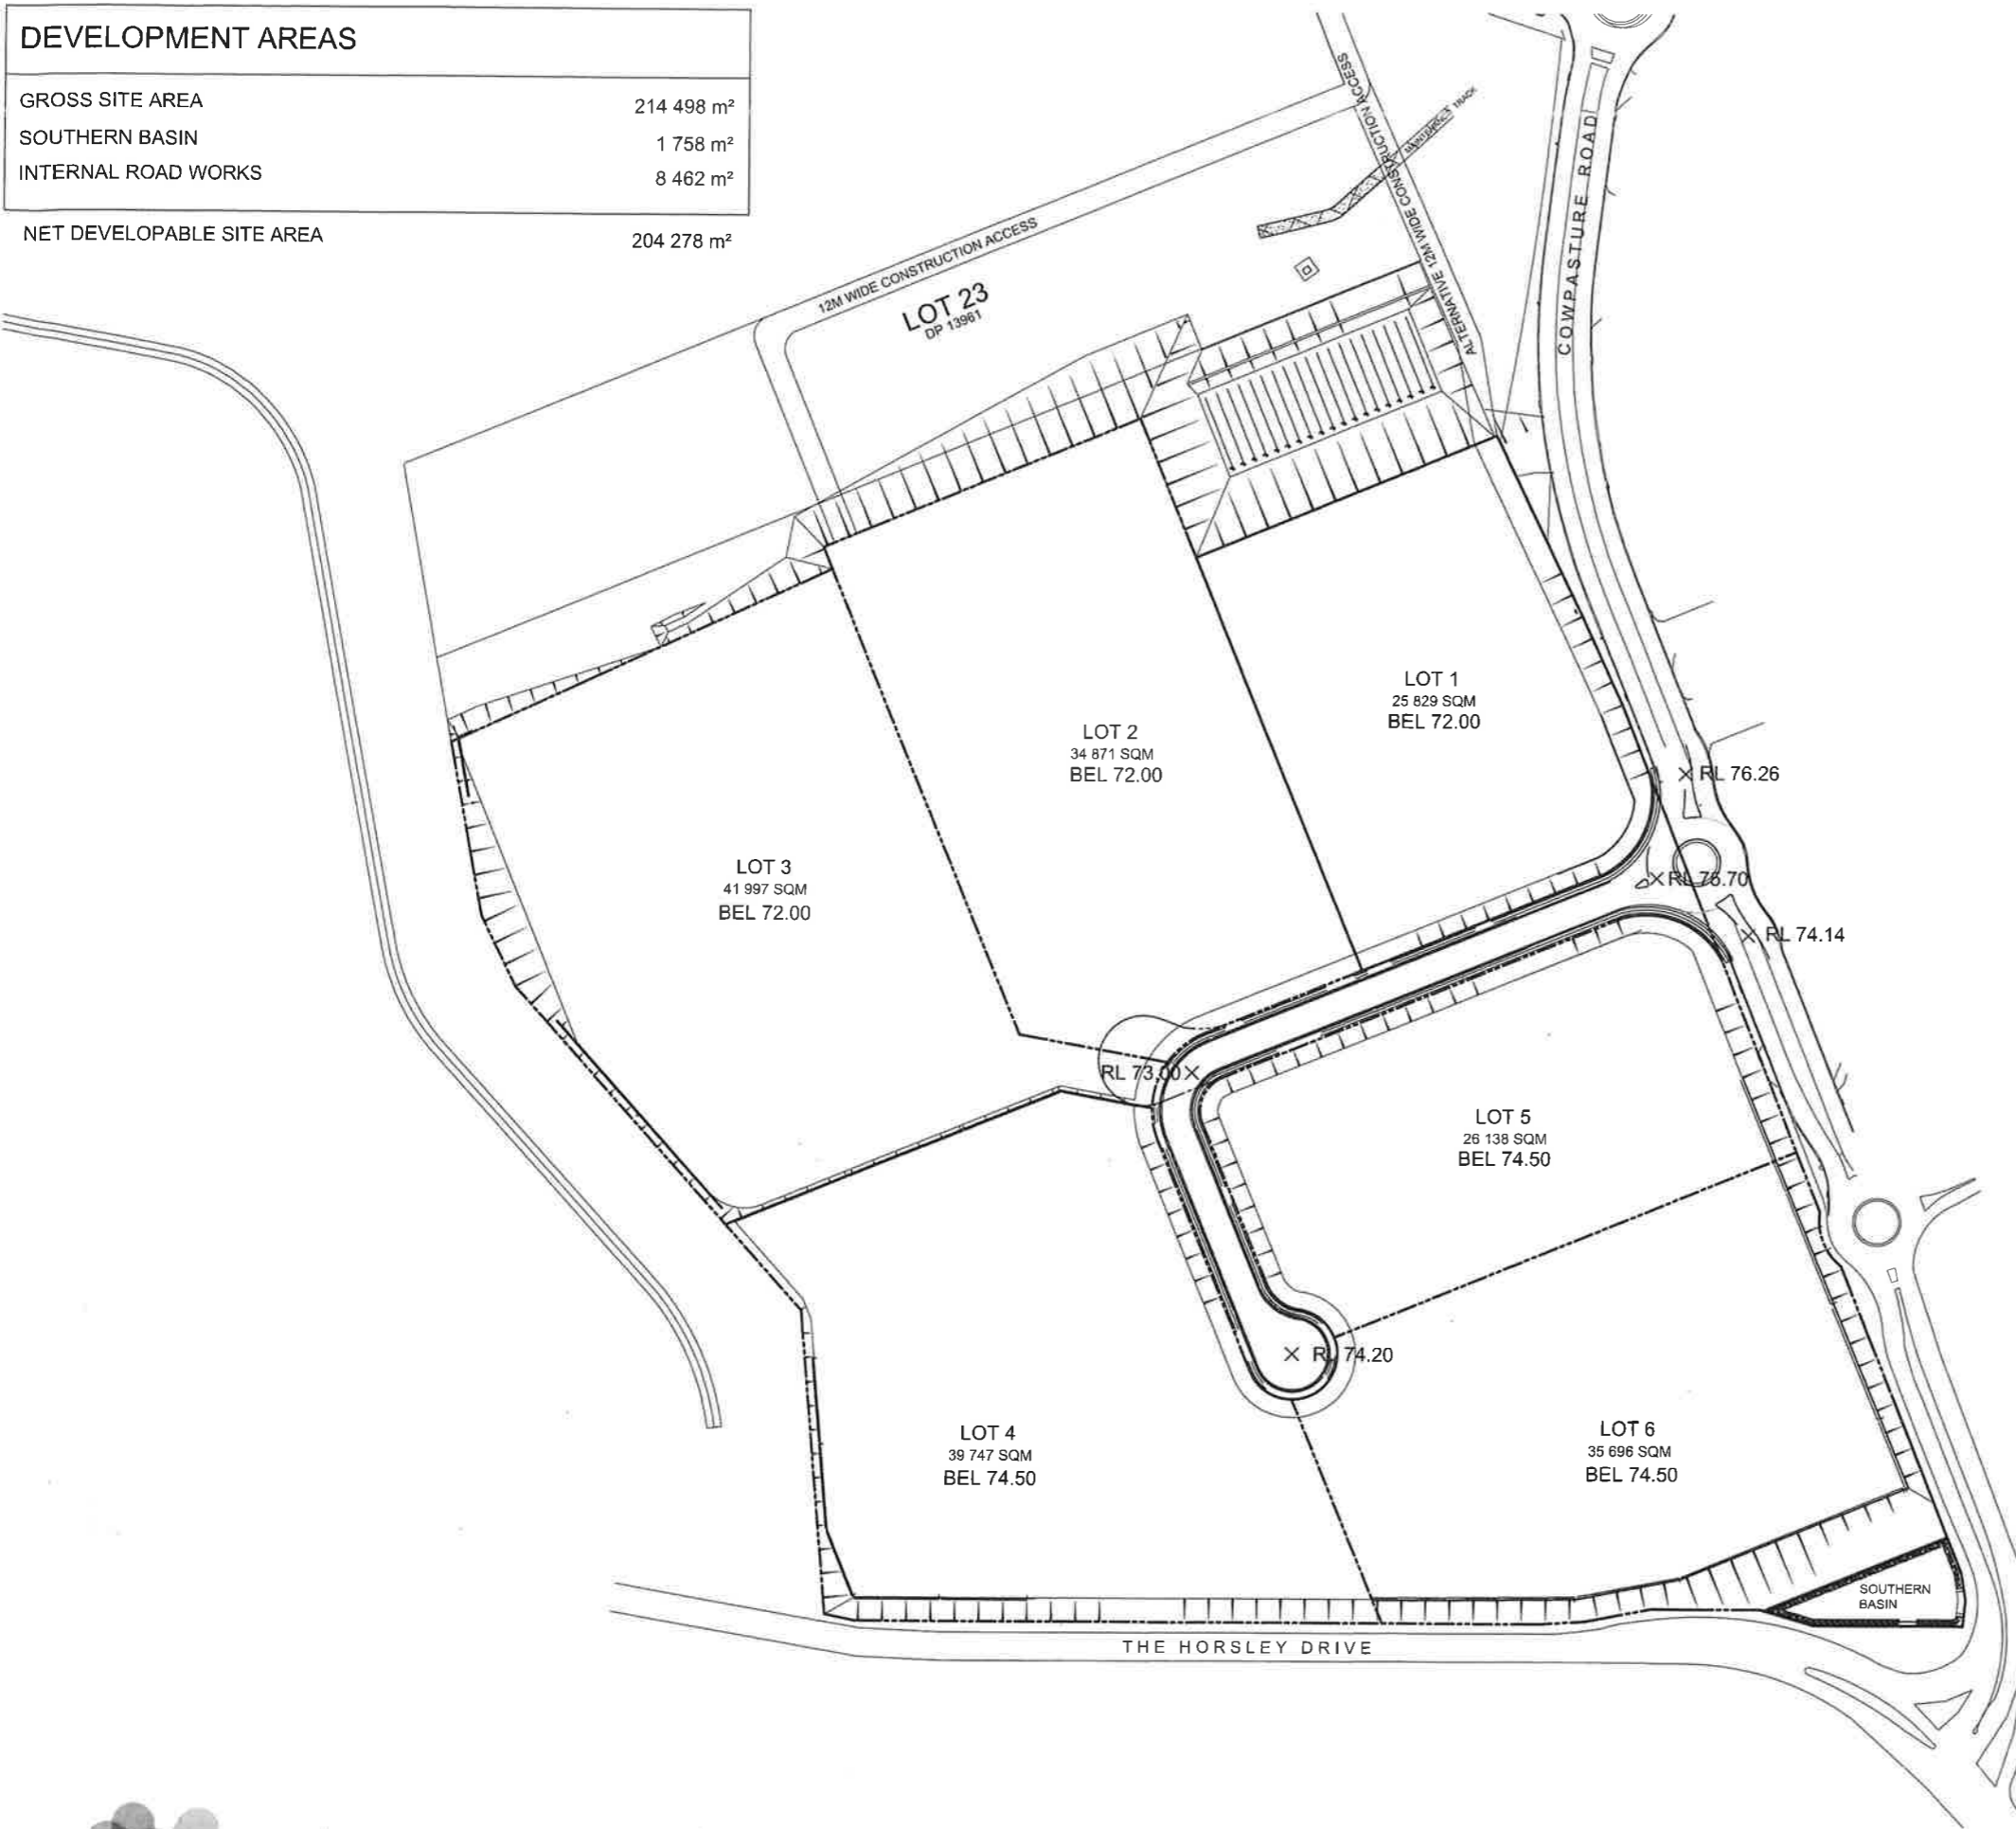 DEVELOPMENT AREAS
GROSS SITE AREA 214 498 m²
SOUTHERN BASIN 1 758 m²
INTERNAL ROAD WORKS 8 462 m²
NET DEVELOPABLE SITE AREA 204 278 m²
12M WIDE CONSTRUCTION ACCESS
LOT 23
DP 13961
ALTERNATIVE 12M WIDE CONSTRUCTION ACCESS
MAINTENANCE TRACK
COWPASTURE ROAD
LOT 1
25 829 SQM
BEL 72.00
LOT 2
34 871 SQM
BEL 72.00
RL 76.26
LOT 3
41 997 SQM
BEL 72.00
RL 75.70
RL 74.14
RL 73.00
LOT 5
26 138 SQM
BEL 74.50
RL 74.20
LOT 4
39 747 SQM
BEL 74.50
LOT 6
35 696 SQM
BEL 74.50
SOUTHERN
BASIN
THE HORSLEY DRIVE